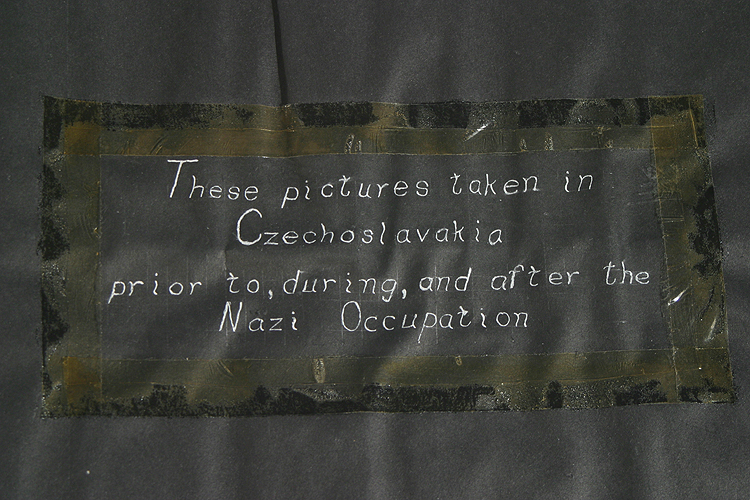 These pictures taken in
Czechoslavakia
prior to, during, and after the
Nazi Occupation